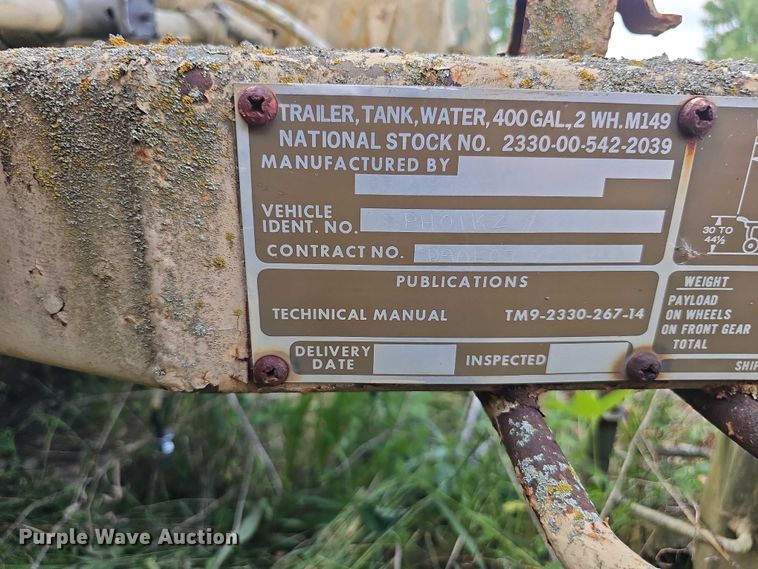 TRAILER, TANK, WATER, 400 GAL., 2 WH. M149
NATIONAL STOCK NO. 2330-00-542-2039
MANUFACTURED BY
VEHICLE
IDENT. NO.
CONTRACT NO.
PUBLICATIONS
TECHINICAL MANUAL TM9-2330-267-14
DELIVERY
DATE
INSPECTED
30 TO
44½
WEIGHT
PAYLOAD
ON WHEELS
ON FRONT GEAR
TOTAL
Purple Wave Auction